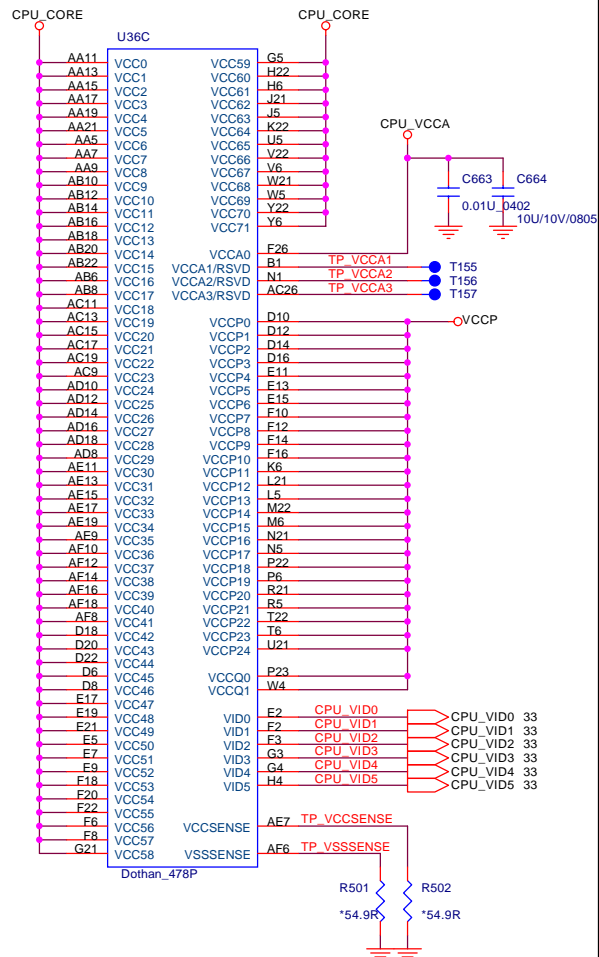 CPU_CORE
CPU_CORE
U36C
AA11 VCC0 VCC59 G5
AA13 VCC1 VCC60 H22
AA15 VCC2 VCC61 H6
AA17 VCC3 VCC62 J21
AA19 VCC4 VCC63 J5
AA21 VCC5 VCC64 K22
AA5 VCC6 VCC65 U5
AA7 VCC7 VCC66 V22
AA9 VCC8 VCC67 V6
AB10 VCC9 VCC68 W21
AB12 VCC10 VCC69 W5
AB14 VCC11 VCC70 Y22
AB16 VCC12 VCC71 Y6
AB18 VCC13
AB20 VCC14 VCCA0 F26
AB22 VCC15 VCCA1/RSVD B1 TP_VCCA1 T155
AB6 VCC16 VCCA2/RSVD N1 TP_VCCA2 T156
AB8 VCC17 VCCA3/RSVD AC26 TP_VCCA3 T157
AC11 VCC18
AC13 VCC19 VCCP0 D10 VCCP
AC15 VCC20 VCCP1 D12
AC17 VCC21 VCCP2 D14
AC19 VCC22 VCCP3 D16
AC9 VCC23 VCCP4 E11
AD10 VCC24 VCCP5 E13
AD12 VCC25 VCCP6 E15
AD14 VCC26 VCCP7 F10
AD16 VCC27 VCCP8 F12
AD18 VCC28 VCCP9 F14
AD8 VCC29 VCCP10 F16
AE11 VCC30 VCCP11 K6
AE13 VCC31 VCCP12 L21
AE15 VCC32 VCCP13 L5
AE17 VCC33 VCCP14 M22
AE19 VCC34 VCCP15 M6
AE9 VCC35 VCCP16 N21
AF10 VCC36 VCCP17 N5
AF12 VCC37 VCCP18 P22
AF14 VCC38 VCCP19 P6
AF16 VCC39 VCCP20 R21
AF18 VCC40 VCCP21 R5
AF8 VCC41 VCCP22 T22
D18 VCC42 VCCP23 T6
D20 VCC43 VCCP24 U21
D22 VCC44
D6 VCC45 VCCQ0 P23
D8 VCC46 VCCQ1 W4
E17 VCC47
E19 VCC48 VID0 E2 CPU_VID0 CPU_VID0 33
E21 VCC49 VID1 F2 CPU_VID1 CPU_VID1 33
E5 VCC50 VID2 F3 CPU_VID2 CPU_VID2 33
E7 VCC51 VID3 G3 CPU_VID3 CPU_VID3 33
E9 VCC52 VID4 G4 CPU_VID4 CPU_VID4 33
F18 VCC53 VID5 H4 CPU_VID5 CPU_VID5 33
F20 VCC54
F22 VCC55
F6 VCC56 VCCSENSE AE7 TP_VCCSENSE
F8 VCC57
G21 VCC58 VSSSENSE AF6 TP_VSSSENSE
Dothan_478P
CPU_VCCA
C663 C664
0.01U_0402
10U/10V/0805
R501 R502
*54.9R *54.9R